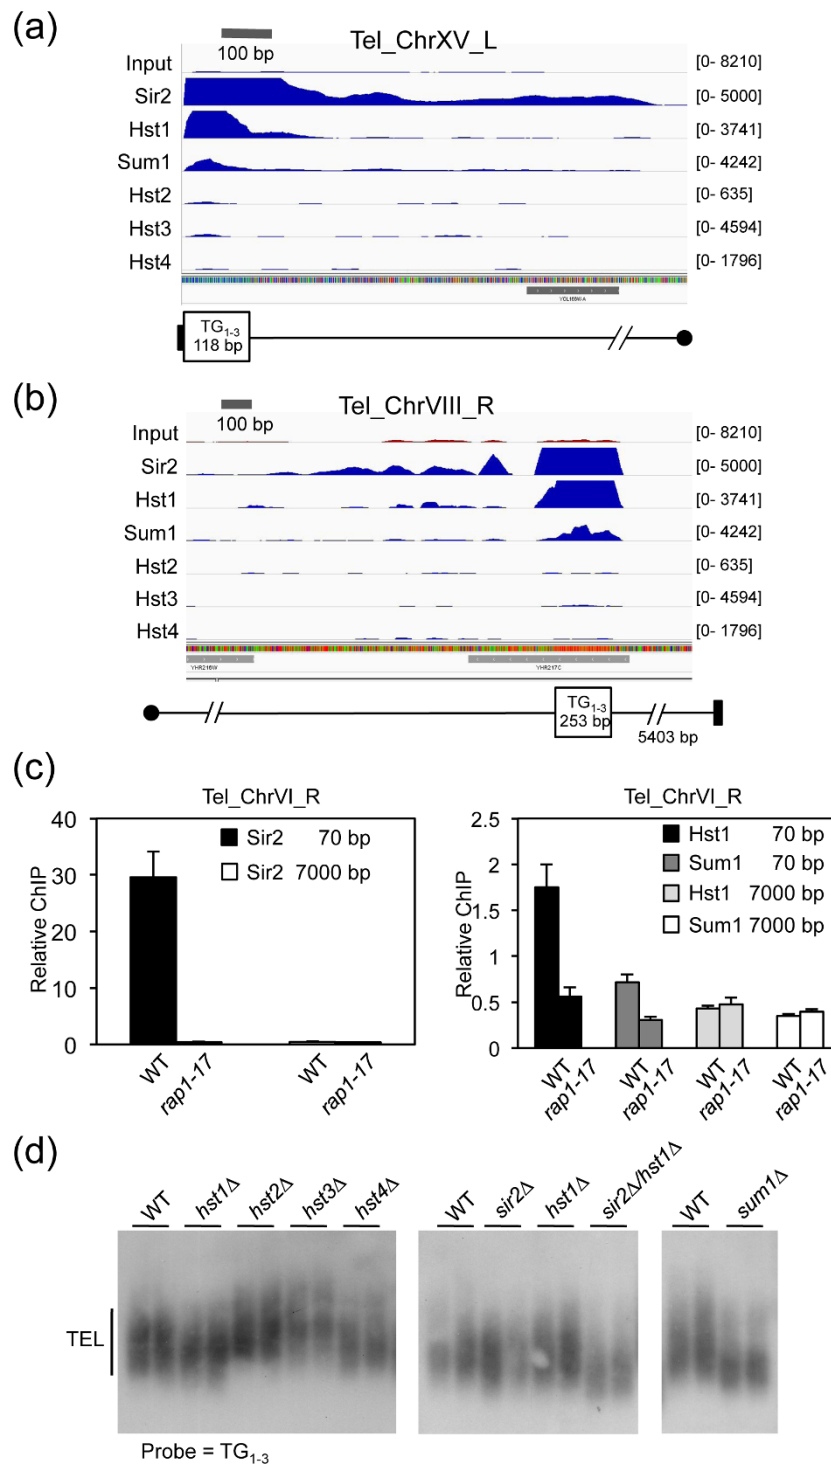 (a)
Tel_ChrXV_L
100 bp
Input [0- 8210]
Sir2 [0- 5000]
Hst1 [0- 3741]
Sum1 [0- 4242]
Hst2 [0- 635]
Hst3 [0- 4594]
Hst4 [0- 1796]
TG1-3
118 bp
(b)
Tel_ChrVIII_R
100 bp
Input [0- 8210]
Sir2 [0- 5000]
Hst1 [0- 3741]
Sum1 [0- 4242]
Hst2 [0- 635]
Hst3 [0- 4594]
Hst4 [0- 1796]
YHR216W YHR217C
TG1-3
253 bp
5403 bp
(c)
Tel_ChrVI_R
Relative ChIP
40
30
20
10
0
Sir2 70 bp
Sir2 7000 bp
WT rap1-17 WT rap1-17
Tel_ChrVI_R
Relative ChIP
2.5
2
1.5
1
0.5
0
Hst1 70 bp
Sum1 70 bp
Hst1 7000 bp
Sum1 7000 bp
WT rap1-17 WT rap1-17 WT rap1-17 WT rap1-17
(d)
WT hst1Δ hst2Δ hst3Δ hst4Δ WT sir2Δ hst1Δ sir2Δ/hst1Δ WT sum1Δ
TEL
Probe = TG1-3